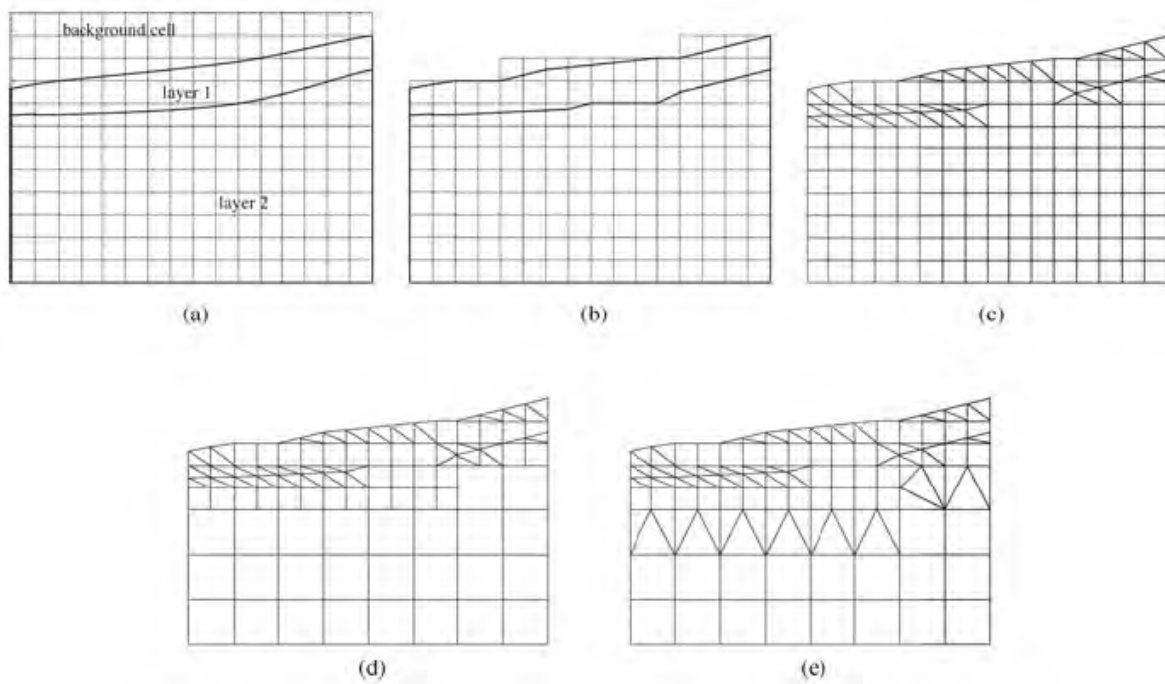 background cell
layer 1
layer 2
(a)
(b)
(c)
(d)
(e)